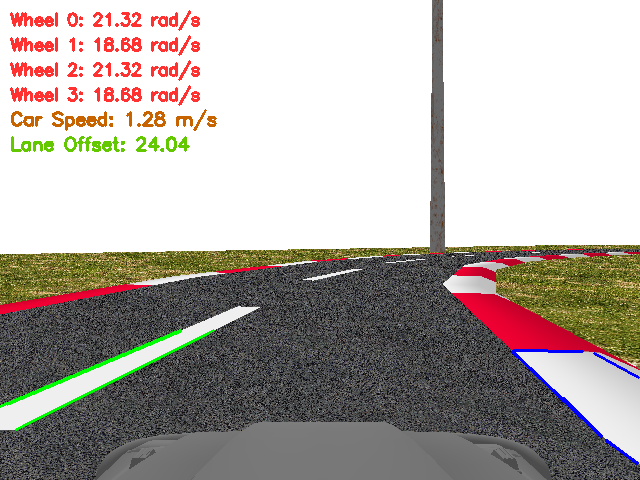 Wheel 0: 21.32 rad/s
Wheel 1: 18.68 rad/s
Wheel 2: 21.32 rad/s
Wheel 3: 18.68 rad/s
Car Speed: 1.28 m/s
Lane Offset: 24.04